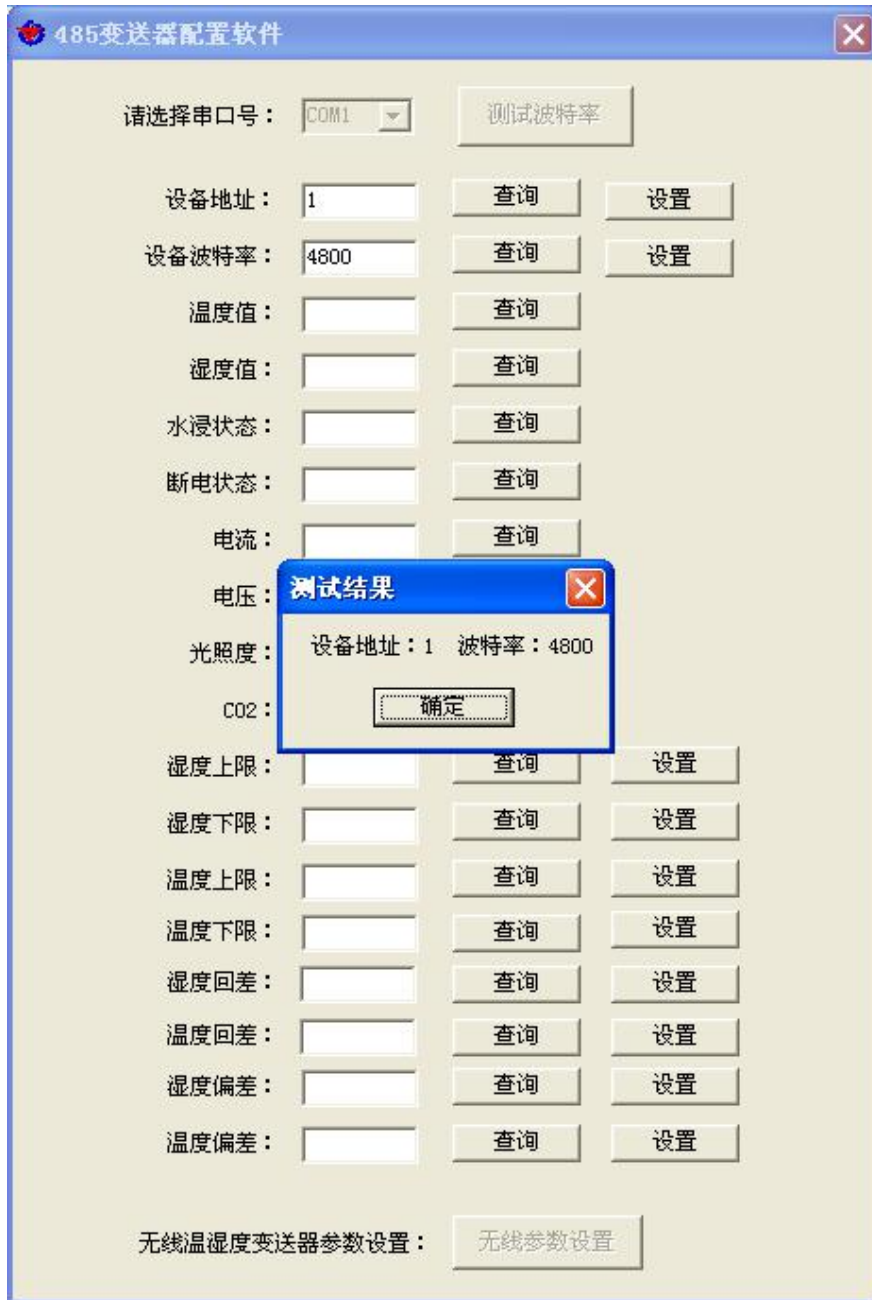 485变送器配置软件
请选择串口号： COM1 测试波特率
设备地址： 1 查询 设置
设备波特率： 4800 查询 设置
温度值： 查询
湿度值： 查询
水浸状态： 查询
断电状态： 查询
电流： 查询
电压：
光照度：
CO2：
测试结果
设备地址：1 波特率：4800
确定
湿度上限： 查询 设置
湿度下限： 查询 设置
温度上限： 查询 设置
温度下限： 查询 设置
湿度回差： 查询 设置
温度回差： 查询 设置
湿度偏差： 查询 设置
温度偏差： 查询 设置
无线温湿度变送器参数设置： 无线参数设置